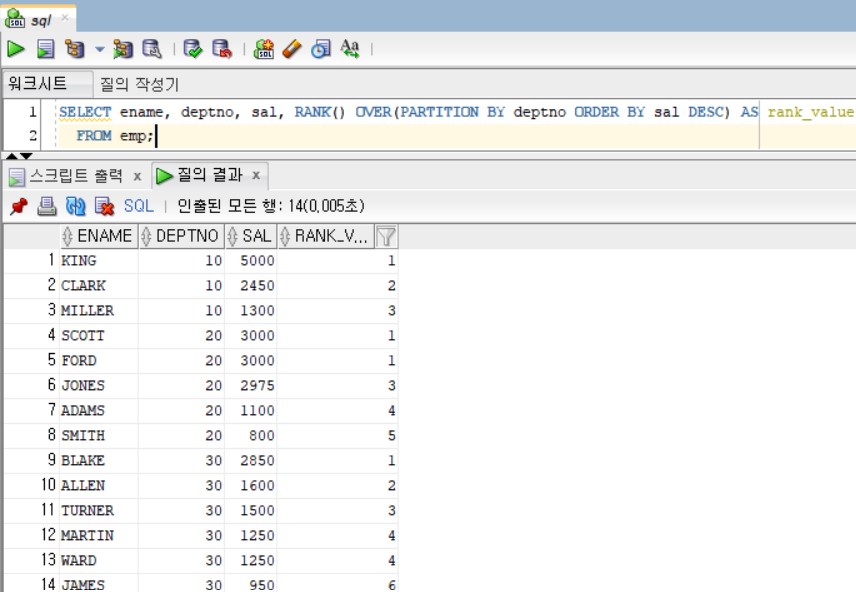 sql
워크시트 질의 작성기
1 SELECT ename, deptno, sal, RANK() OVER(PARTITION BY deptno ORDER BY sal DESC) AS rank_value
2 FROM emp;
스크립트 출력 x 질의 결과 x
SQL | 인출된 모든 행: 14(0,005초)
ENAME DEPTNO SAL RANK_V...
1 KING 10 5000 1
2 CLARK 10 2450 2
3 MILLER 10 1300 3
4 SCOTT 20 3000 1
5 FORD 20 3000 1
6 JONES 20 2975 3
7 ADAMS 20 1100 4
8 SMITH 20 800 5
9 BLAKE 30 2850 1
10 ALLEN 30 1600 2
11 TURNER 30 1500 3
12 MARTIN 30 1250 4
13 WARD 30 1250 4
14 JAMES 30 950 6